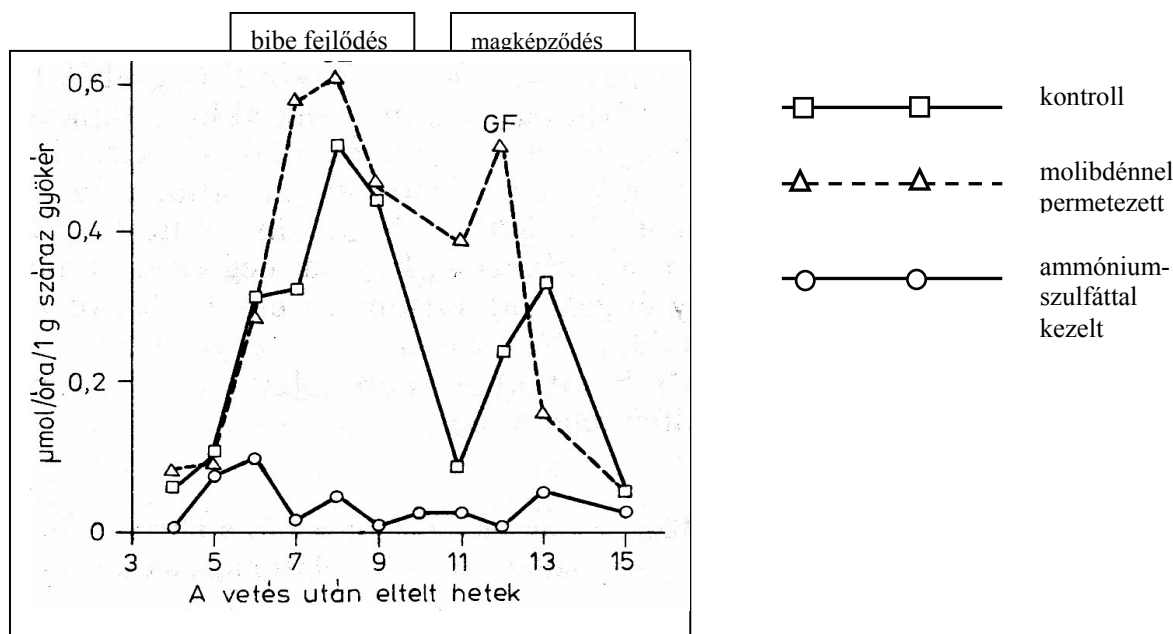 bibe fejlődés
magképződés
0,6
0,4
0,2
0
GF
μmol/óra/1 g száraz gyökér
3 5 7 9 11 13 15
A vetés után eltelt hetek
kontroll
molibdénnel
permetezett
ammónium-
szulfáttal
kezelt